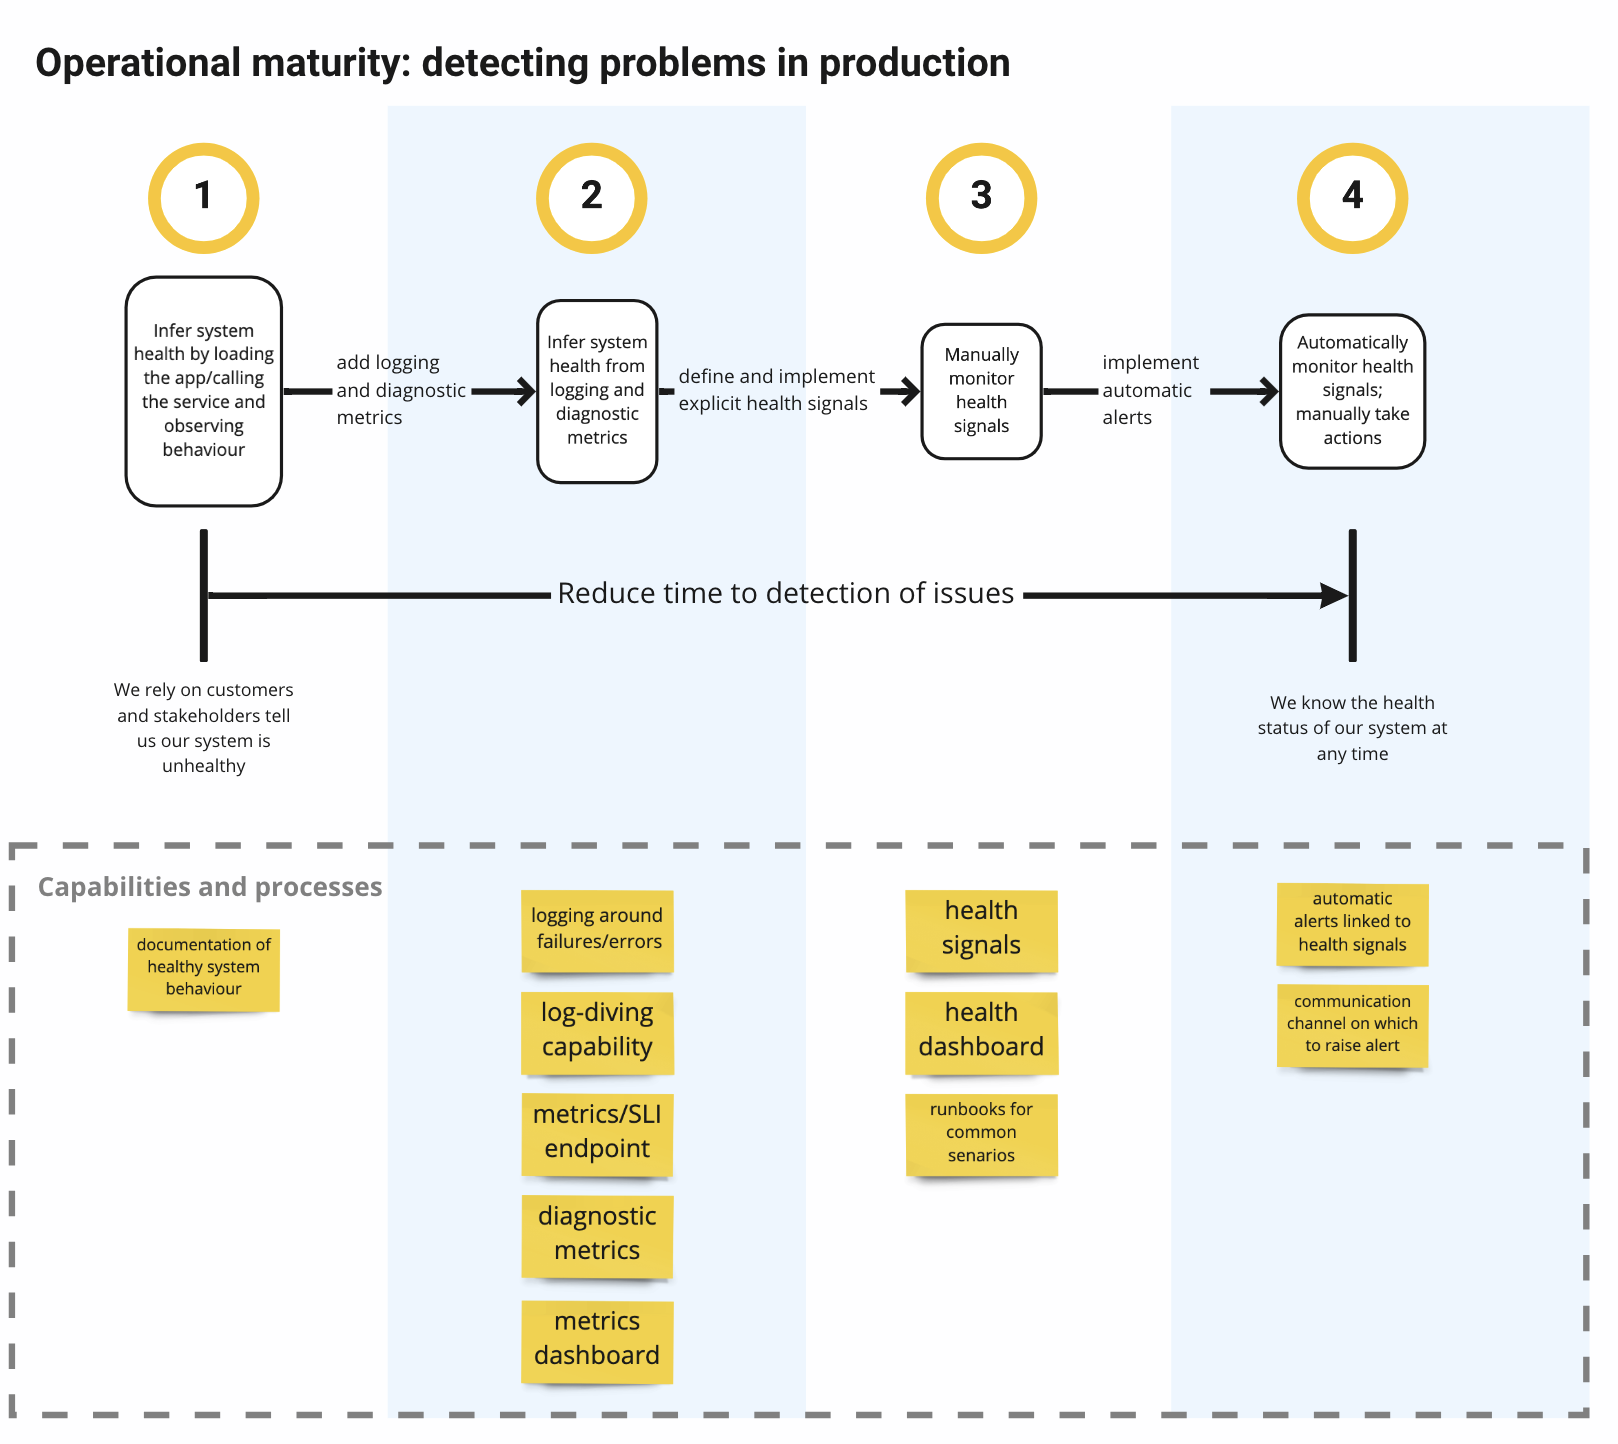 Operational maturity: detecting problems in production
1
2
3
4
Infer system
health by loading
the app/calling
the service and
observing
behaviour
add logging
and diagnostic
metrics
Infer system
health from
logging and
diagnostic
metrics
define and implement
explicit health signals
Manually
monitor
health
signals
implement
automatic
alerts
Automatically
monitor health
signals;
manually take
actions
Reduce time to detection of issues
We rely on customers
and stakeholders tell
us our system is
unhealthy
We know the health
status of our system at
any time
Capabilities and processes
documentation of
healthy system
behaviour
logging around
failures/errors
log-diving
capability
metrics/SLI
endpoint
diagnostic
metrics
metrics
dashboard
health
signals
health
dashboard
runbooks for
common
senarios
automatic
alerts linked to
health signals
communication
channel on which
to raise alert